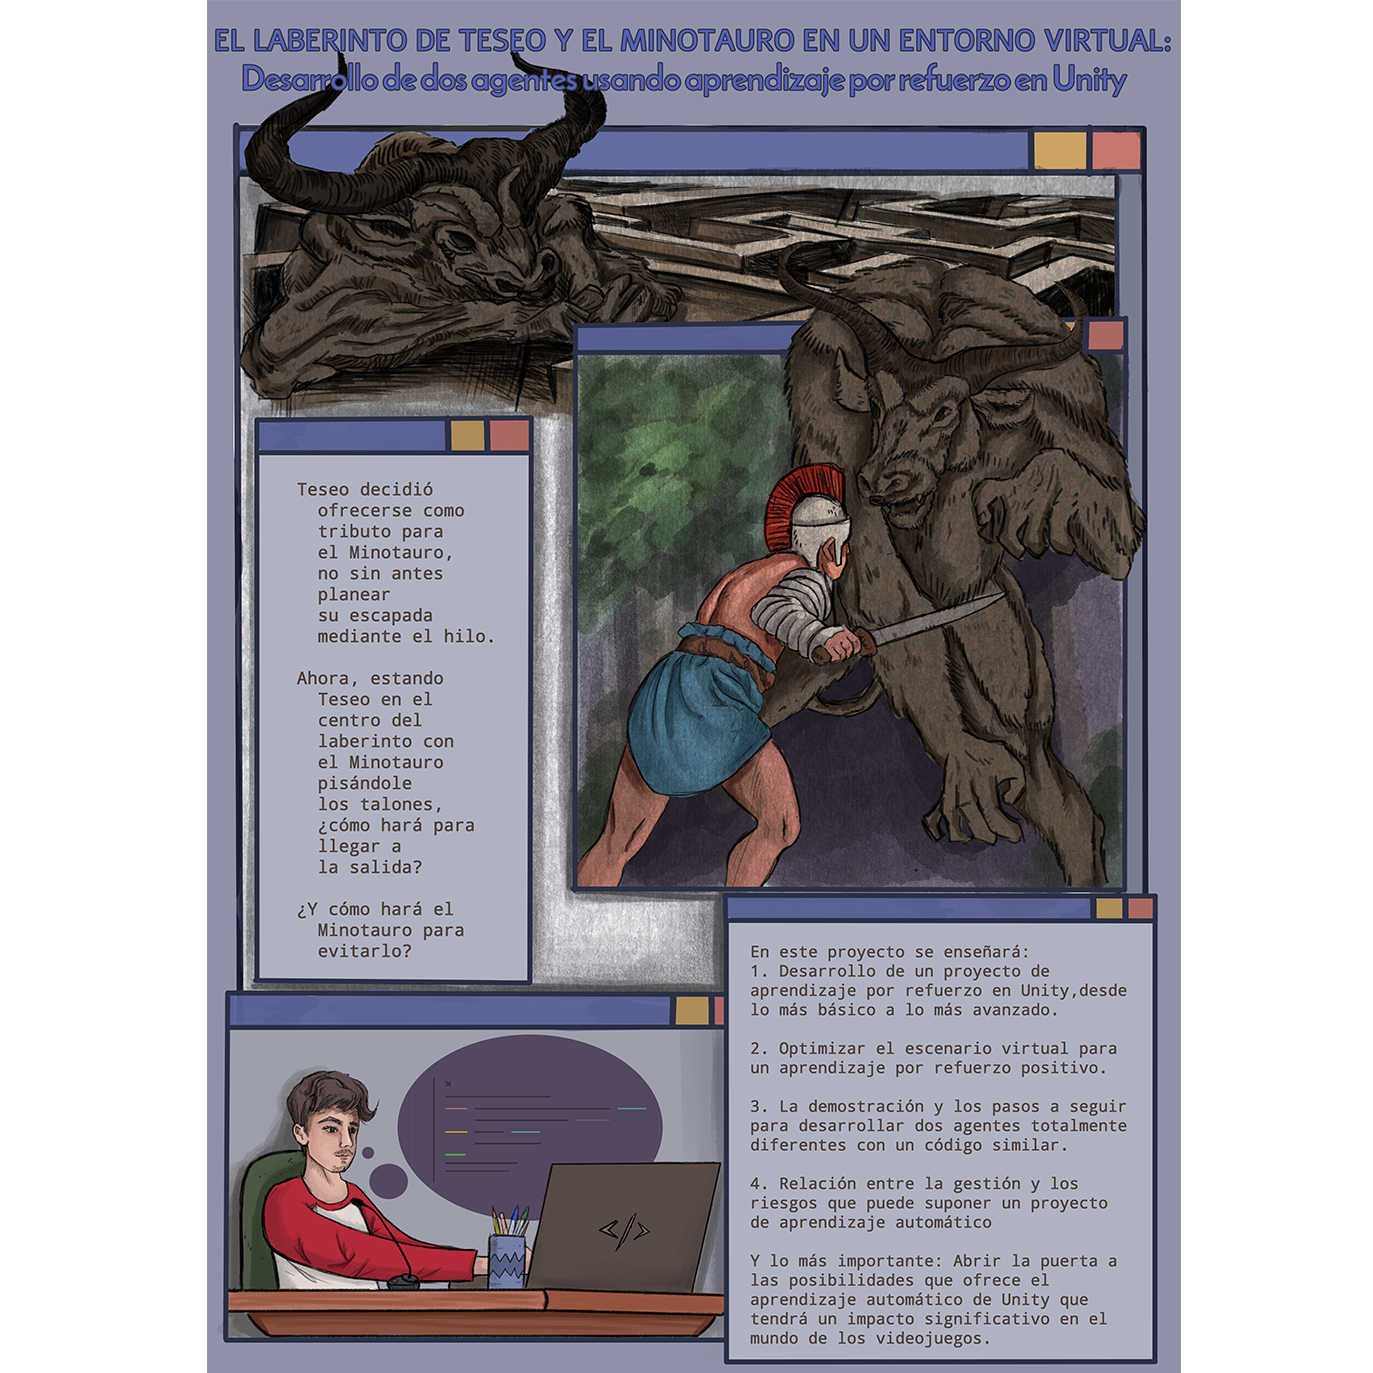 EL LABERINTO DE TESEO Y EL MINOTAURO EN UN ENTORNO VIRTUAL:
Desarrollo de dos agentes usando aprendizaje por refuerzo en Unity
Teseo decidió
ofrecerse como
tributo para
el Minotauro,
no sin antes
planear
su escapada
mediante el hilo.
Ahora, estando
Teseo en el
centro del
laberinto con
el Minotauro
pisándole
los talones,
¿cómo hará para
llegar a
la salida?
¿Y cómo hará el
Minotauro para
evitarlo?
En este proyecto se enseñará:
1. Desarrollo de un proyecto de
aprendizaje por refuerzo en Unity,desde
lo más básico a lo más avanzado.
2. Optimizar el escenario virtual para
un aprendizaje por refuerzo positivo.
3. La demostración y los pasos a seguir
para desarrollar dos agentes totalmente
diferentes con un código similar.
4. Relación entre la gestión y los
riesgos que puede suponer un proyecto
de aprendizaje automático
Y lo más importante: Abrir la puerta a
las posibilidades que ofrece el
aprendizaje automático de Unity que
tendrá un impacto significativo en el
mundo de los videojuegos.
x
</>